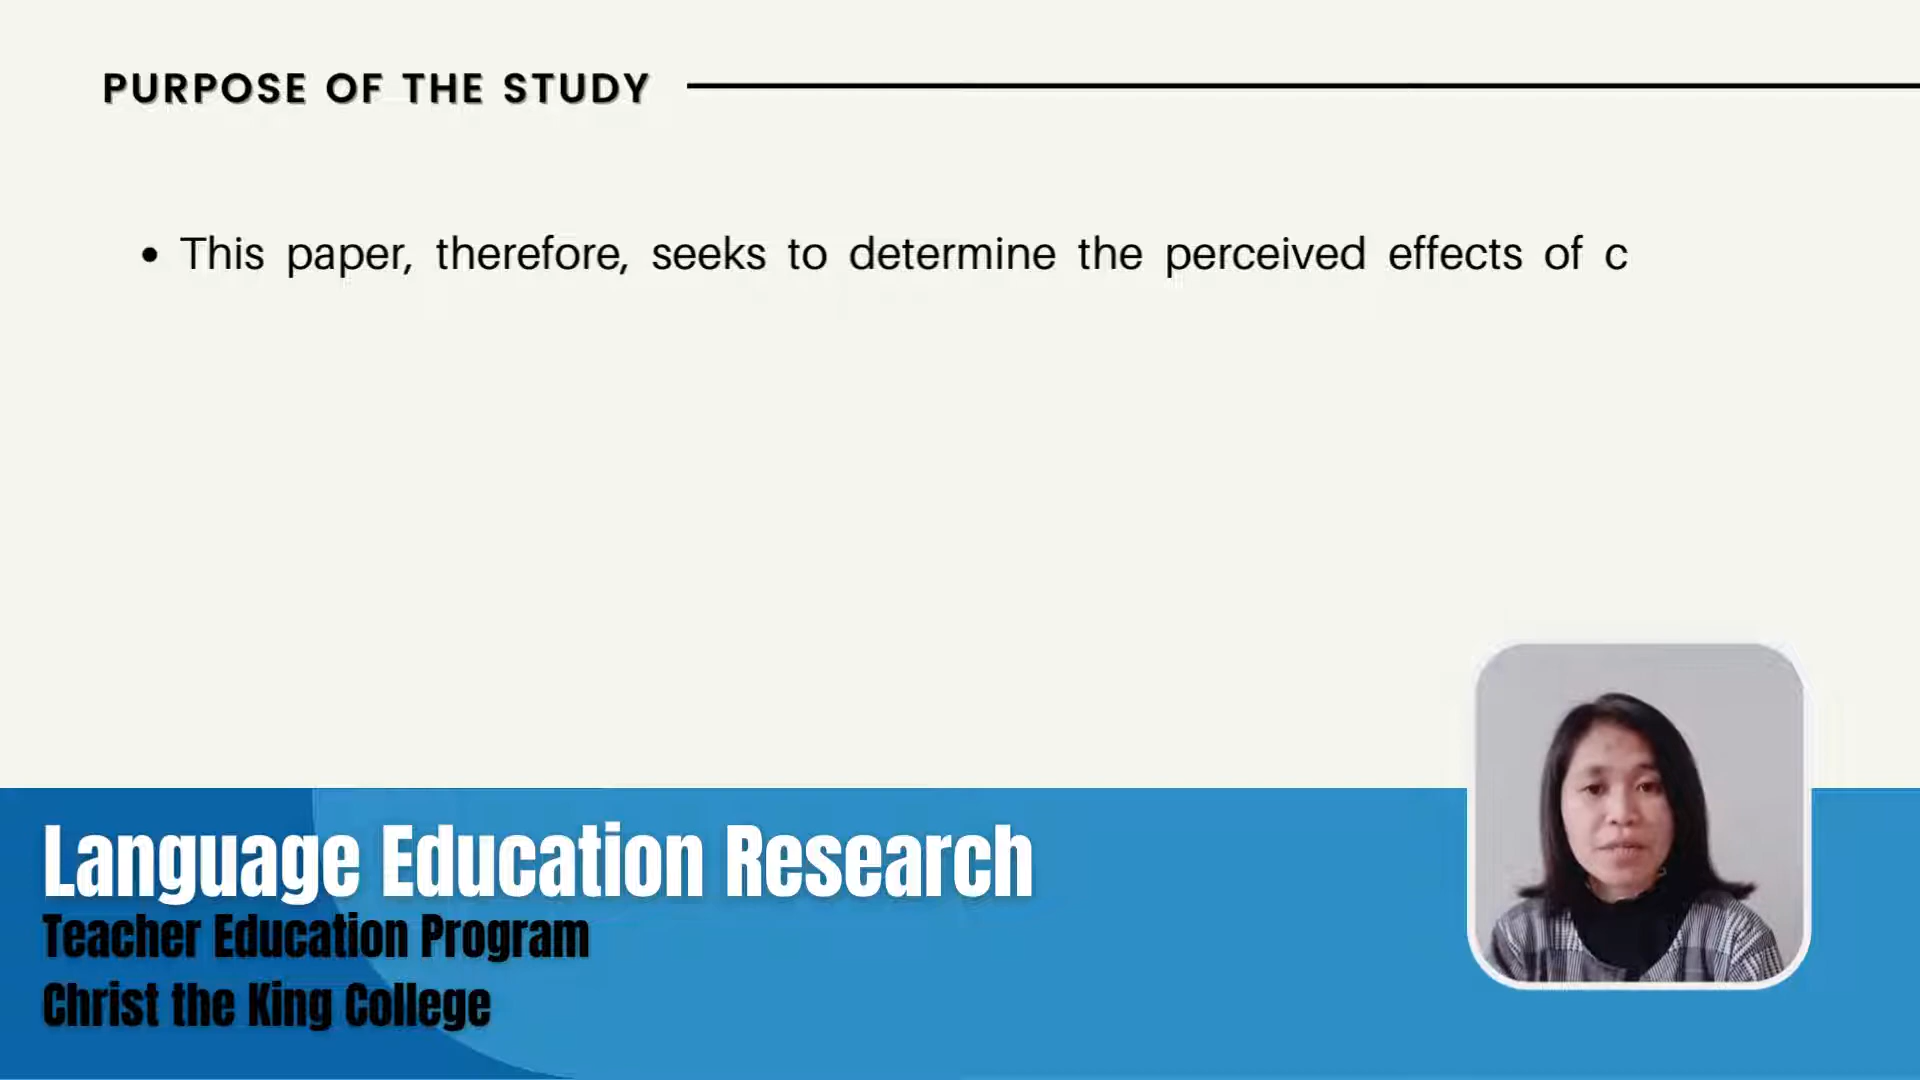 PURPOSE OF THE STUDY
• This paper, therefore, seeks to determine the perceived effects of c
Language Education Research
Teacher Education Program
Christ the King College